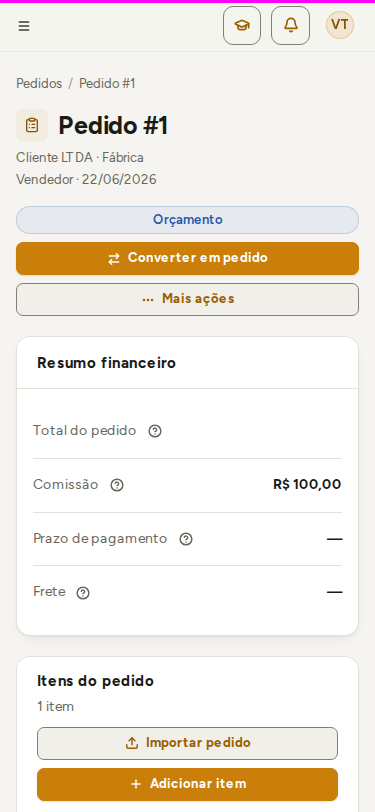 VT
Pedidos / Pedido #1
Pedido #1
Cliente LTDA · Fábrica
Vendedor · 22/06/2026
Orçamento
Converter em pedido
Mais ações
Resumo financeiro
Total do pedido
Comissão R$ 100,00
Prazo de pagamento —
Frete —
Itens do pedido
1 item
Importar pedido
Adicionar item